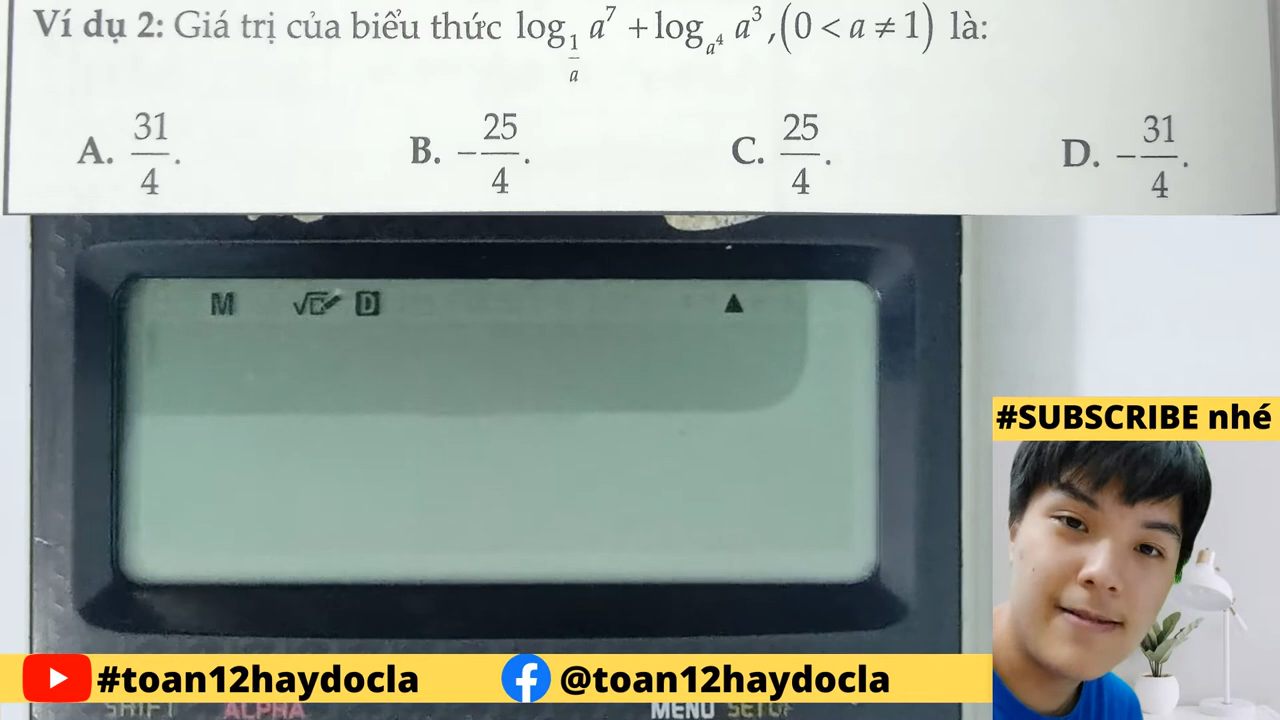 Ví dụ 2: Giá trị của biểu thức log_{1/a} a^7 + log_{a^4} a^3 , (0 < a ≠ 1) là:
A. 31/4. B. -25/4. C. 25/4. D. -31/4.
M √ D ▲
#SUBSCRIBE nhé
#toan12haydocla @toan12haydocla
SHIFT ALPHA MENU SETUP